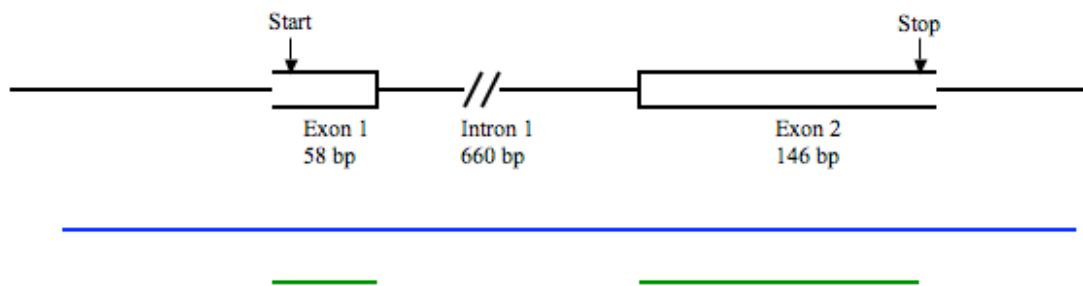 Start
Stop
Exon 1
58 bp
Intron 1
660 bp
Exon 2
146 bp